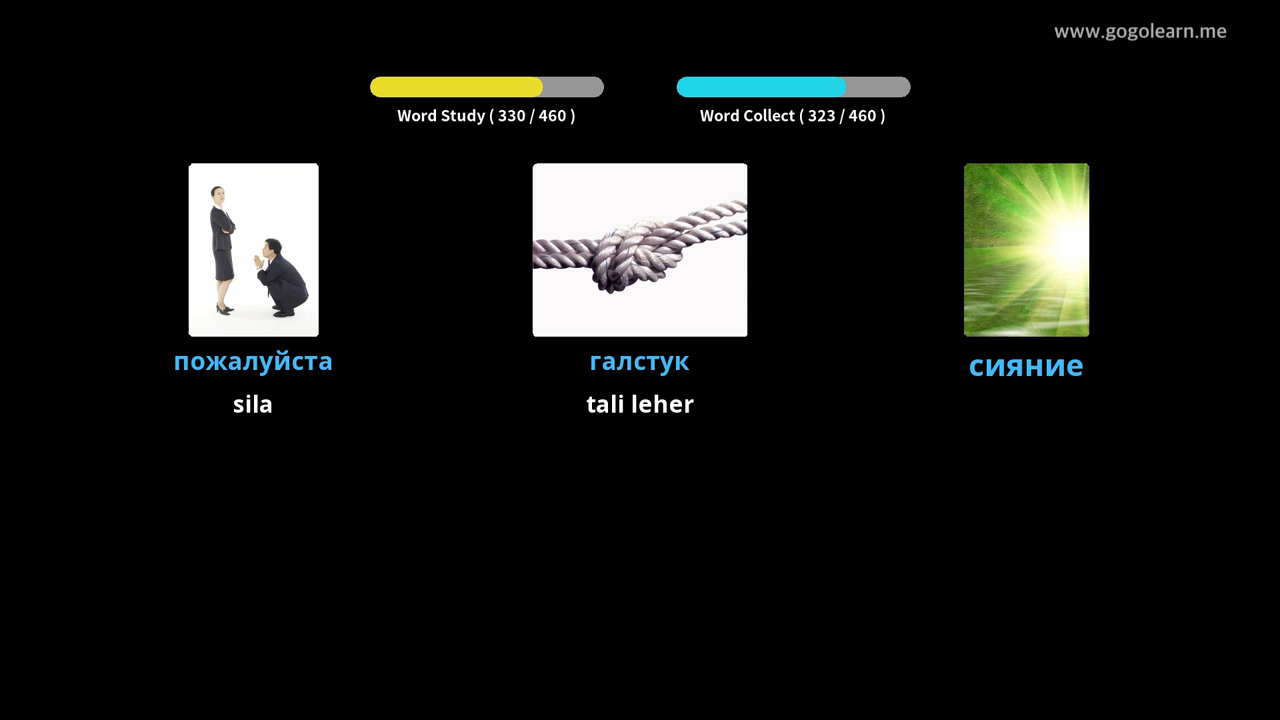 www.gogolearn.me
Word Study ( 330 / 460 )
Word Collect ( 323 / 460 )
пожалуйста
галстук
сияние
sila
tali leher